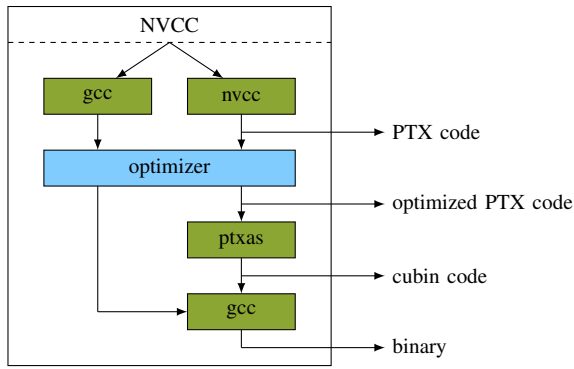 NVCC
gcc
nvcc
PTX code
optimizer
optimized PTX code
ptxas
cubin code
gcc
binary